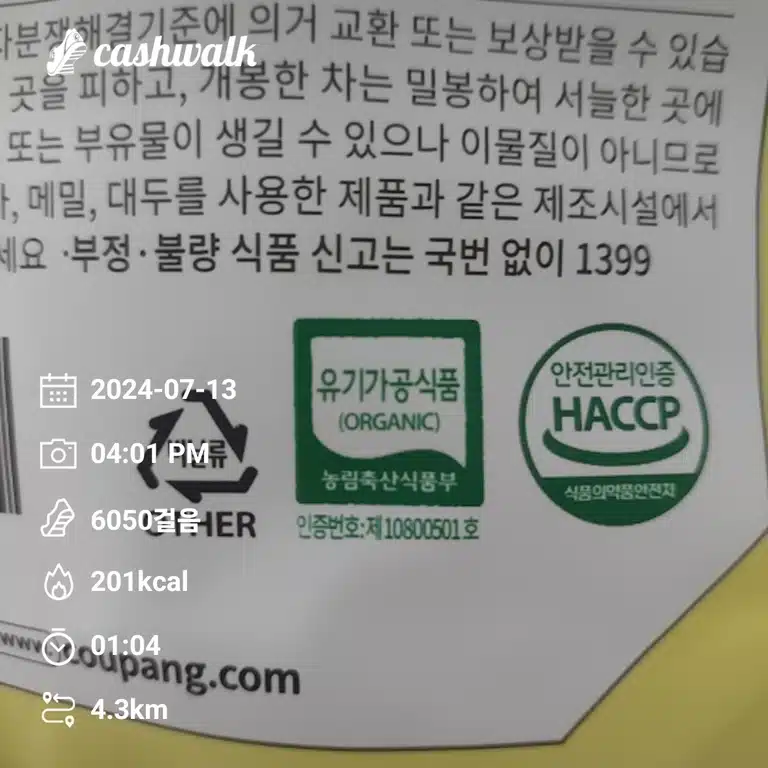 자분쟁해결기준에 의거 교환 또는 보상받을 수 있습
cashwalk
곳을 피하고, 개봉한 차는 밀봉하여 서늘한 곳에
또는 부유물이 생길 수 있으나 이물질이 아니므로
메밀, 대두를 사용한 제품과 같은 제조시설에서
세요 ·부정·불량 식품 신고는 국번 없이 1399
유기가공식품
(ORGANIC)
농림축산식품부
인증번호:제10800501호
안전관리인증
HACCP
식품의약품안전처
2024-07-13
04:01 PM
OTHER
6050걸음
201kcal
01:04
www.coupang.com
4.3km